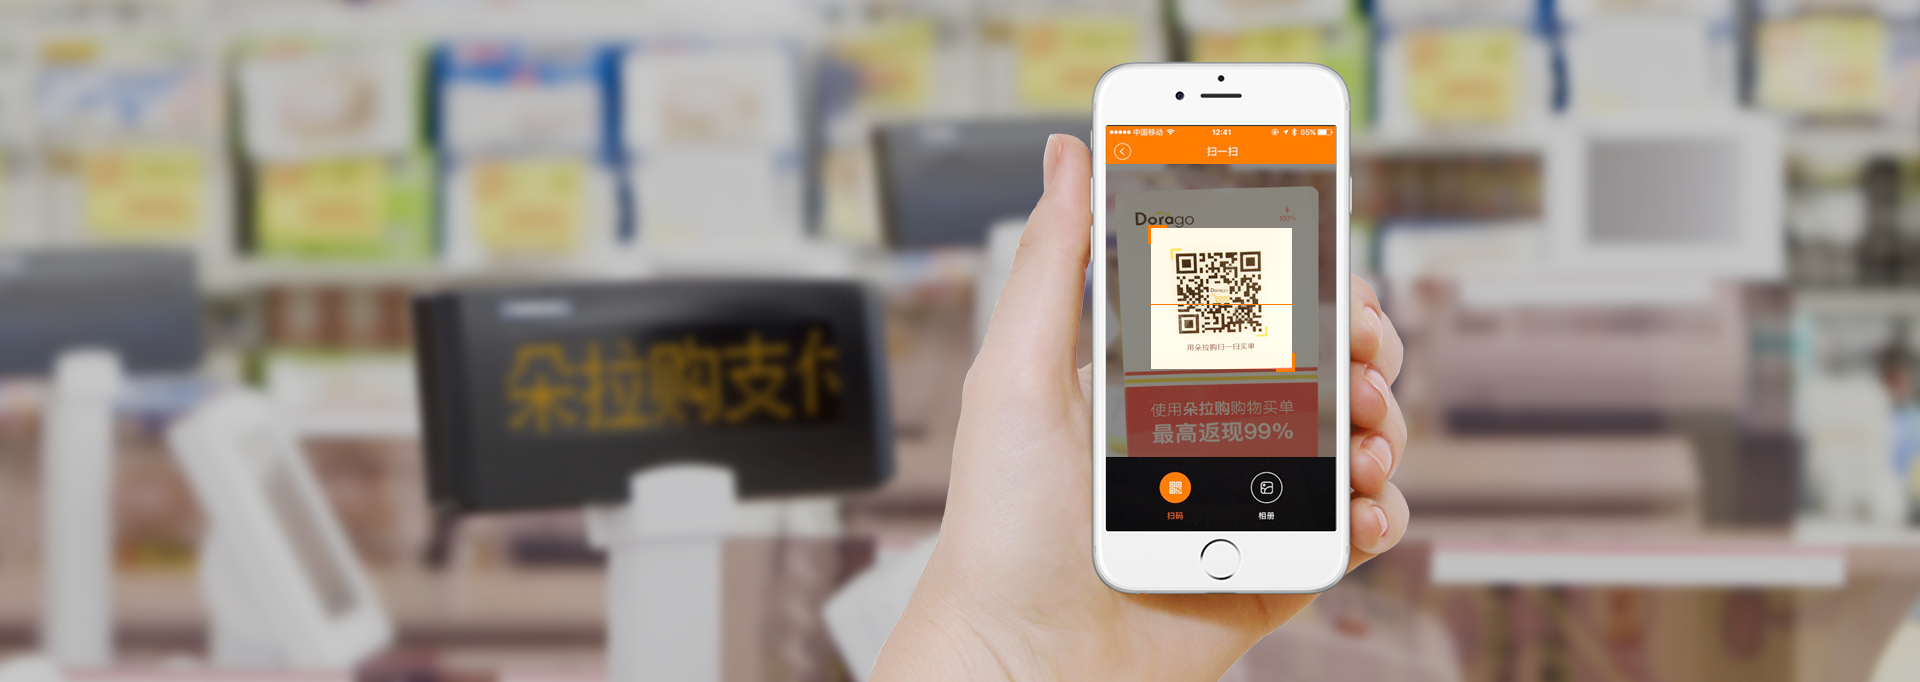 朵拉购支付
中国移动
12:41
65%
扫一扫
Dorago
100%
Dorago
用朵拉购扫一扫买单
使用朵拉购购物买单
最高返现99%
扫码
相册